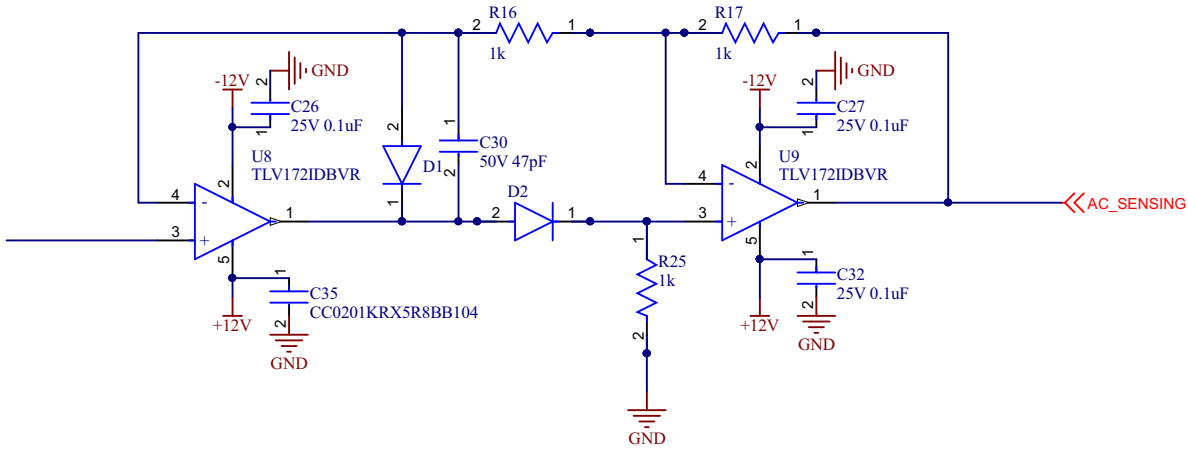 R16
2
1
1k
R17
2
1
1k
-12V
2
GND
C26
25V 0.1uF
1
-12V
2
GND
C27
25V 0.1uF
1
2
D1
1
1
C30
50V 47pF
2
U8
TLV172IDBVR
4
-
2
3
+
5
1
D2
2
1
U9
TLV172IDBVR
4
-
2
3
+
5
1
AC_SENSING
1
R25
1k
2
GND
1
C35
CC0201KRX5R8BB104
2
+12V
GND
1
C32
25V 0.1uF
2
+12V
GND